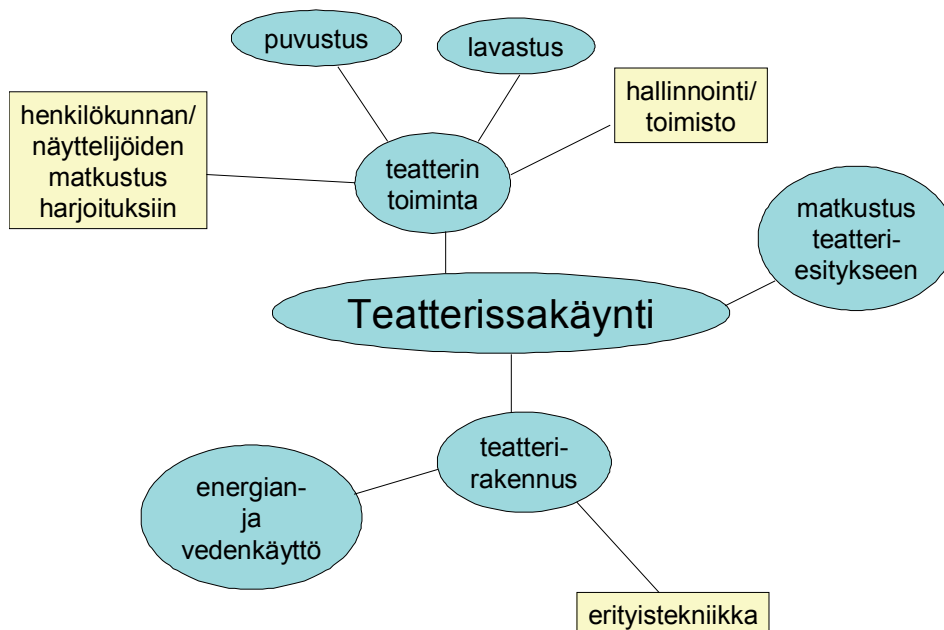 puvustus
lavastus
henkilökunnan/
näyttelijöiden
matkustus
harjoituksiin
hallinnointi/
toimisto
teatterin
toiminta
matkustus
teatteri-
esitykseen
Teatterissakäynti
teatteri-
rakennus
energian-
ja
vedenkäyttö
erityistekniikka